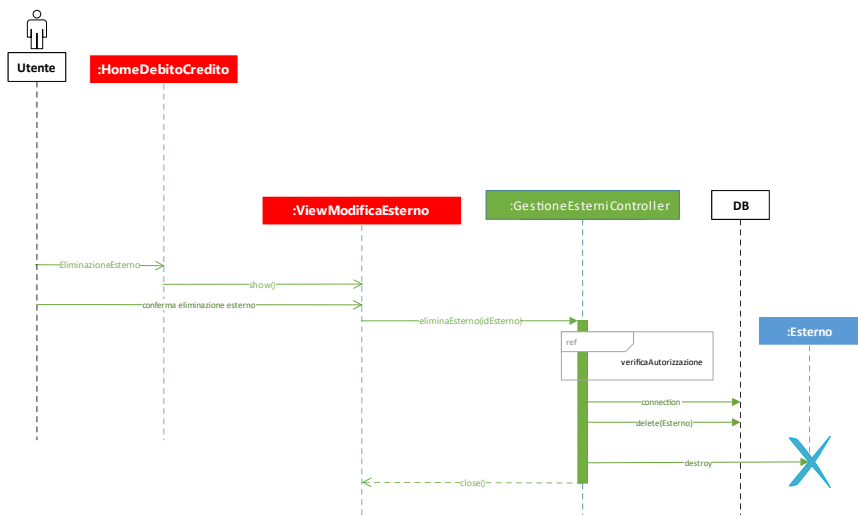 Utente
:HomeDebitoCredito
:ViewModificaEsterno
:GestioneEsterniController
DB
EliminazioneEsterno
show()
conferma eliminazione esterno
eliminaEsterno(idEsterno)
:Esterno
ref
verificaAutorizzazione
connection
delete(Esterno)
destroy
close()